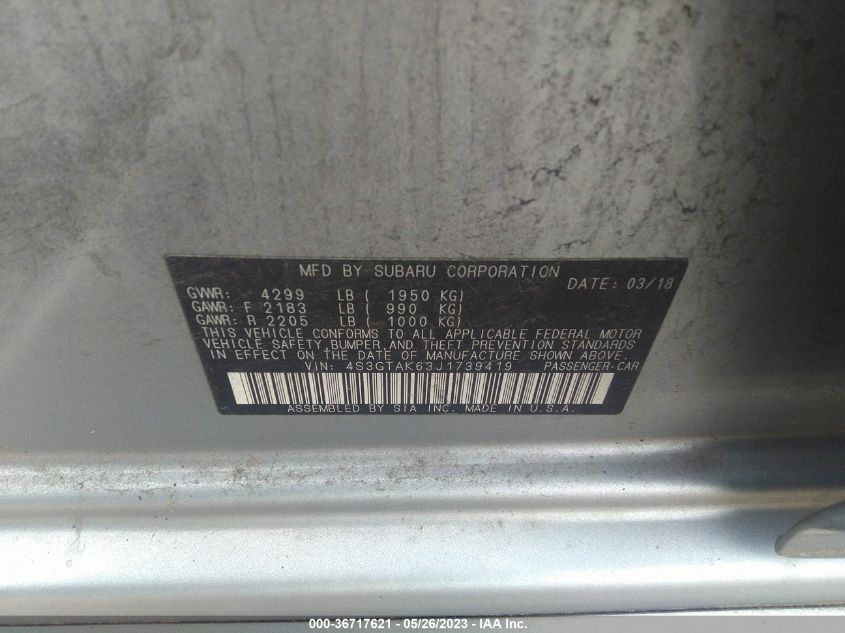 MFD BY SUBARU CORPORATION
DATE: 03/18
GVWR: 4299 LB ( 1950 KG)
GAWR: F 2183 LB ( 990 KG)
GAWR: R 2205 LB ( 1000 KG)
THIS VEHICLE CONFORMS TO ALL APPLICABLE FEDERAL MOTOR
VEHICLE SAFETY, BUMPER, AND THEFT PREVENTION STANDARDS
IN EFFECT ON THE DATE OF MANUFACTURE SHOWN ABOVE.
VIN: 4S3GTAK63J1739419 PASSENGER CAR
ASSEMBLED BY SIA INC. MADE IN U.S.A.
000-36717621 - 05/26/2023 - IAA Inc.